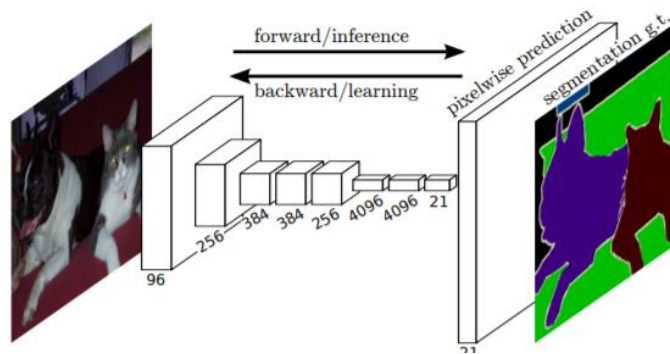 forward/inference
backward/learning
pixelwise prediction
segmentation g.t.
96
256
384
384
256
4096
4096
21
21